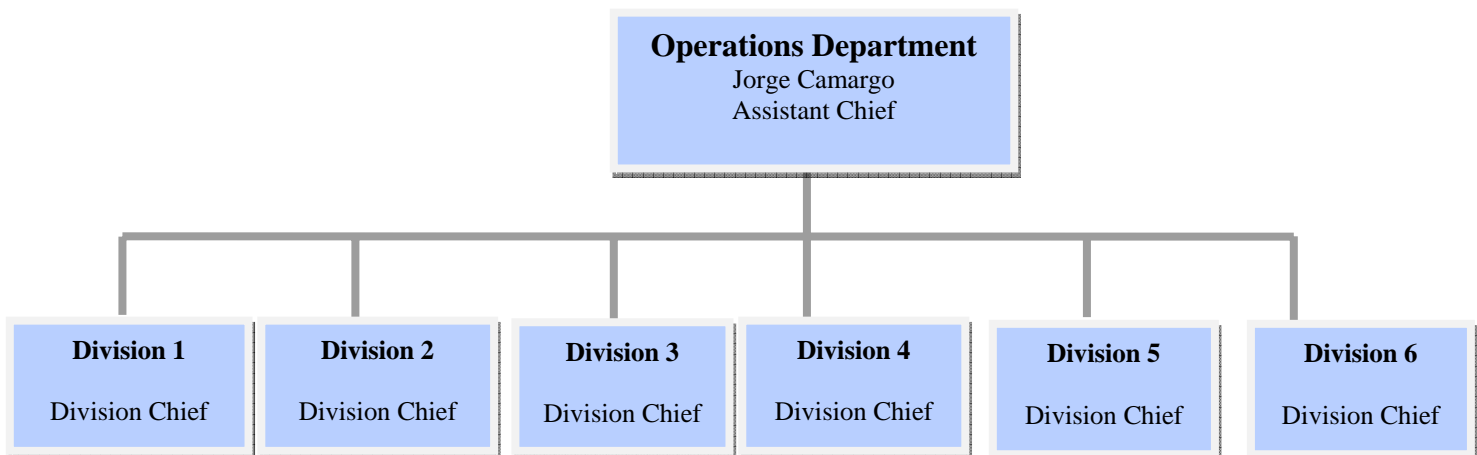 Operations Department
Jorge Camargo
Assistant Chief
Division 1
Division Chief
Division 2
Division Chief
Division 3
Division Chief
Division 4
Division Chief
Division 5
Division Chief
Division 6
Division Chief